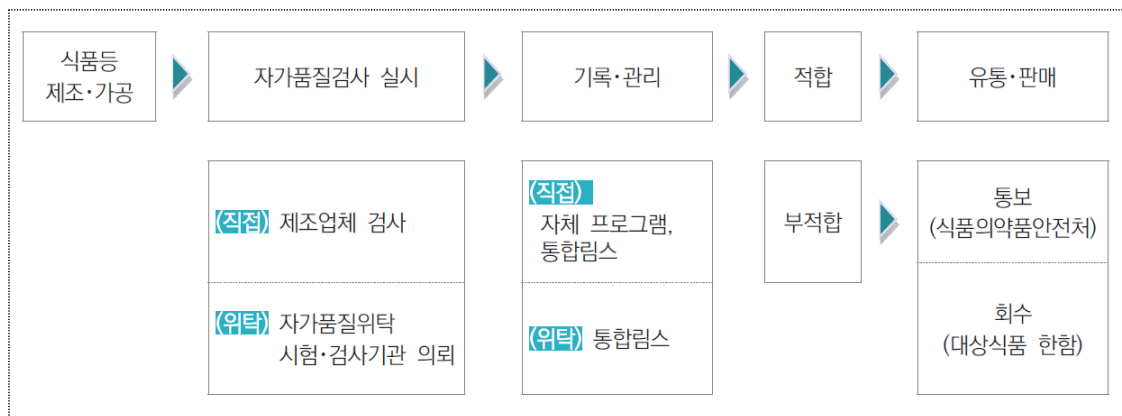 식품등
제조·가공
자가품질검사 실시
기록·관리
적합
유통·판매
(직접) 제조업체 검사
(위탁) 자가품질위탁
시험·검사기관 의뢰
(직접)
자체 프로그램,
통합림스
(위탁) 통합림스
부적합
통보
(식품의약품안전처)
회수
(대상식품 한함)